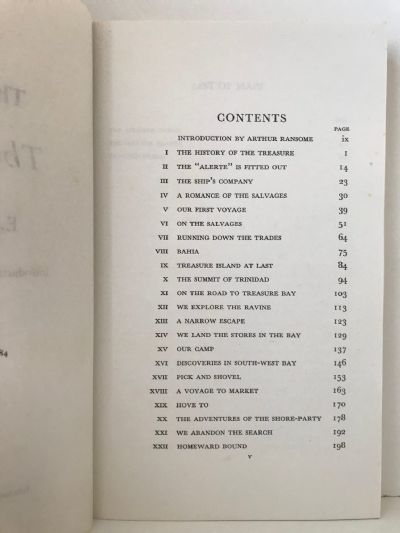 CONTENTS
PAGE
INTRODUCTION BY ARTHUR RANSOME ix
I THE HISTORY OF THE TREASURE 1
II THE "ALERTE" IS FITTED OUT 14
III THE SHIP'S COMPANY 23
IV A ROMANCE OF THE SALVAGES 30
V OUR FIRST VOYAGE 39
VI ON THE SALVAGES 51
VII RUNNING DOWN THE TRADES 64
VIII BAHIA 75
IX TREASURE ISLAND AT LAST 84
X THE SUMMIT OF TRINIDAD 94
XI ON THE ROAD TO TREASURE BAY 103
XII WE EXPLORE THE RAVINE 113
XIII A NARROW ESCAPE 123
XIV WE LAND THE STORES IN THE BAY 129
XV OUR CAMP 137
XVI DISCOVERIES IN SOUTH-WEST BAY 146
XVII PICK AND SHOVEL 153
XVIII A VOYAGE TO MARKET 163
XIX HOVE TO 170
XX THE ADVENTURES OF THE SHORE-PARTY 178
XXI WE ABANDON THE SEARCH 192
XXII HOMEWARD BOUND 198
v